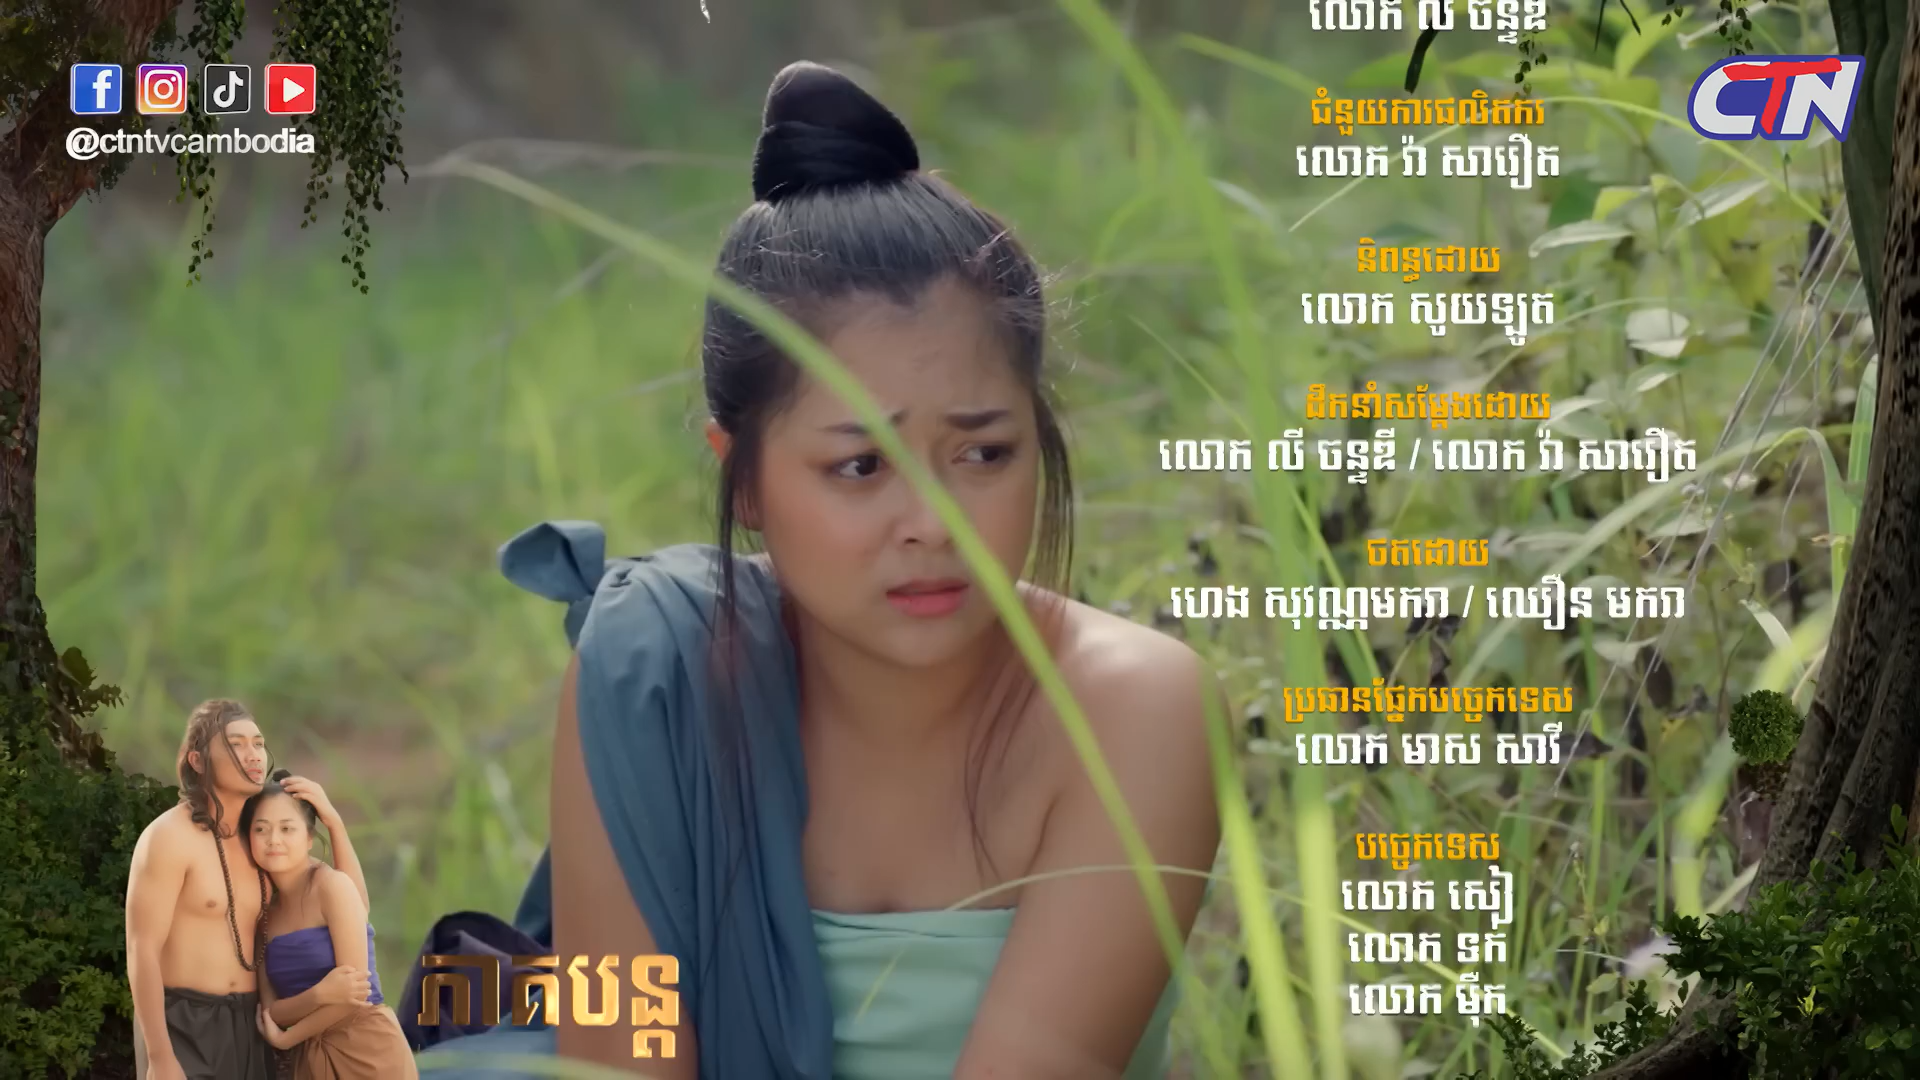 @ctntvcambodia
CTN
លោក លី ចន្ទឌី
ជំនួយការផលិតករ
លោក រ៉ា សារឿត
និពន្ធដោយ
លោក សូយឡូត
ដឹកនាំសម្ដែងដោយ
លោក លី ចន្ទឌី / លោក រ៉ា សារឿត
ថតដោយ
ហេង សុវណ្ណមករា / ឈឿន មករា
ប្រធានផ្នែកបច្ចេកទេស
លោក មាស សាវី
បច្ចេកទេស
លោក សៀ
លោក ទក់
លោក ម៉ឺក
ភាគបន្ត